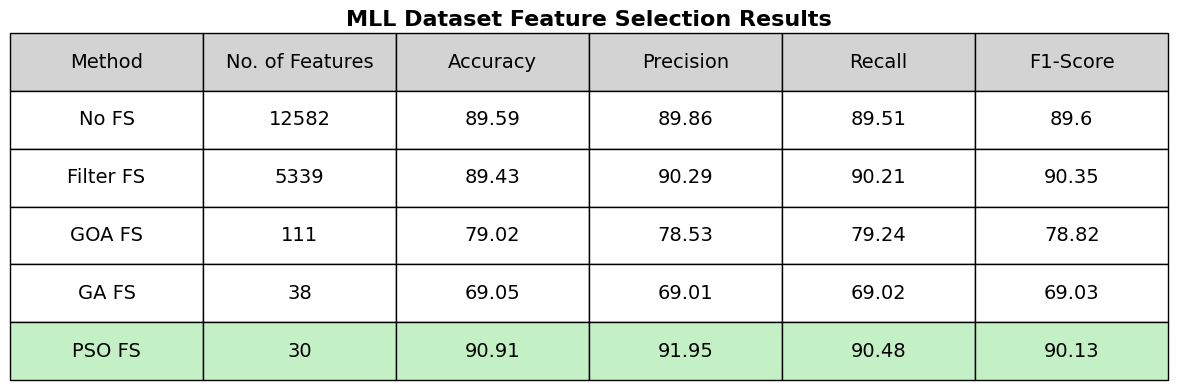 MLL Dataset Feature Selection Results
Method No. of Features Accuracy Precision Recall F1-Score
No FS 12582 89.59 89.86 89.51 89.6
Filter FS 5339 89.43 90.29 90.21 90.35
GOA FS 111 79.02 78.53 79.24 78.82
GA FS 38 69.05 69.01 69.02 69.03
PSO FS 30 90.91 91.95 90.48 90.13